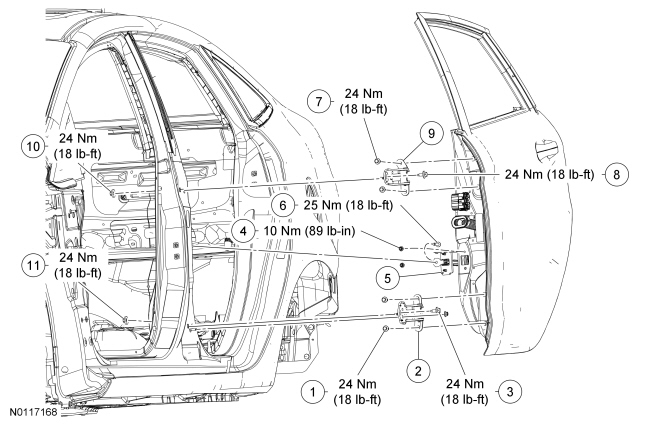 7
24 Nm
(18 lb-ft)
9
10
24 Nm
(18 lb-ft)
24 Nm (18 lb-ft)
8
6
25 Nm (18 lb-ft)
4
10 Nm (89 lb-in)
11
24 Nm
(18 lb-ft)
5
2
1
24 Nm
(18 lb-ft)
24 Nm
(18 lb-ft)
3
N0117168